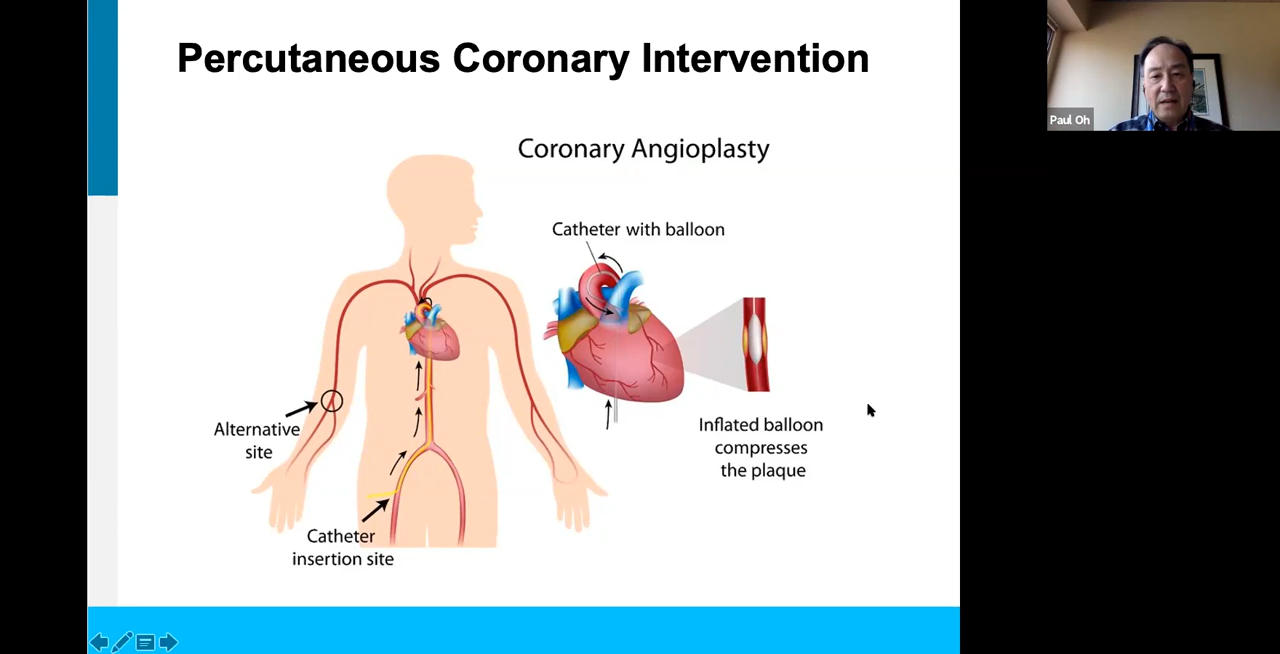 Percutaneous Coronary Intervention
Paul Oh
Coronary Angioplasty
Catheter with balloon
Alternative
site
Inflated balloon
compresses
the plaque
Catheter
insertion site